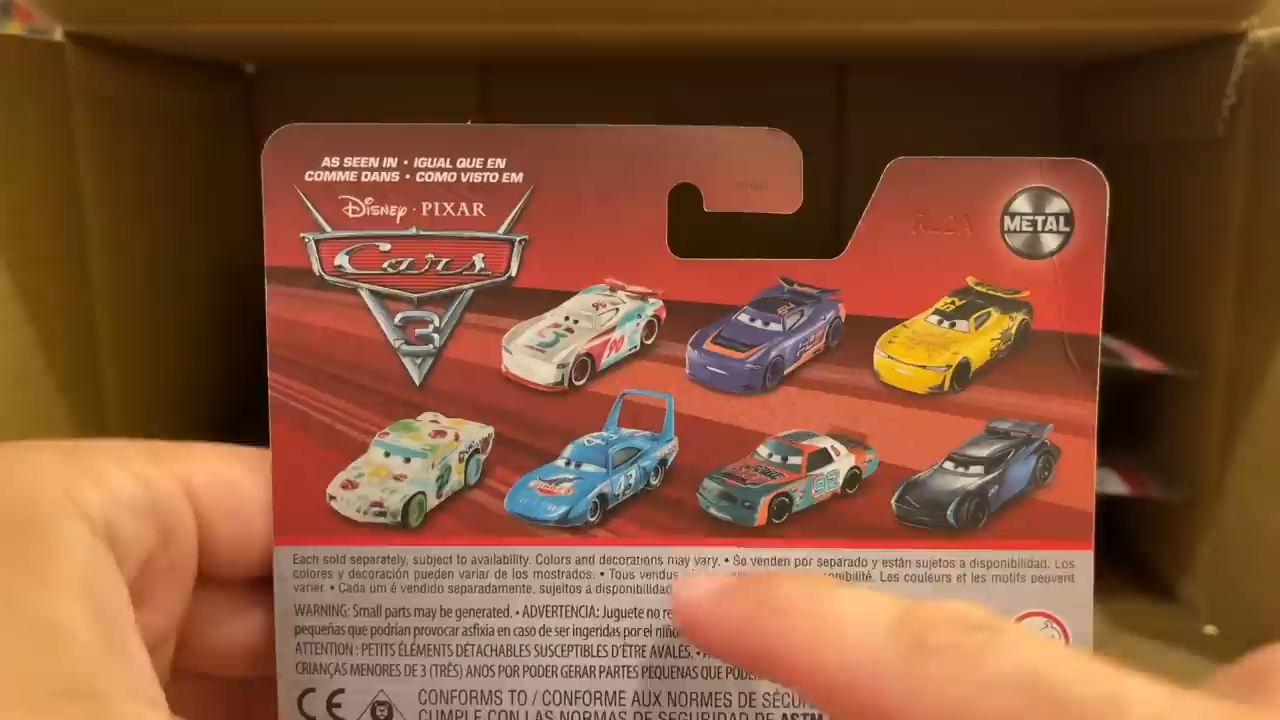 AS SEEN IN • IGUAL QUE EN
COMME DANS • COMO VISTO EM
Disney • PIXAR
Cars
3
METAL
Each sold separately, subject to availability. Colors and decorations may vary. • Se venden por separado y están sujetos a disponibilidad. Los
colores y decoración pueden variar de los mostrados. • Tous vendus
Les couleurs et les motifs peuvent
varier. • Cada um é vendido separadamente, sujeitos a disponibilidad
WARNING: Small parts may be generated. • ADVERTENCIA: Juguete no
pequeñas que podrían provocar asfixia en caso de ser ingeridas por el niño
ATTENTION : PETITS ÉLÉMENTS DÉTACHABLES SUSCEPTIBLES D'ÊTRE AVALÉS. •
CRIANÇAS MENORES DE 3 (TRÊS) ANOS POR PODER GERAR PARTES PEQUENAS QUE
CE
CONFORMS TO / CONFORME AUX NORMES DE
CUMPLE CON LAS NORMAS DE SEGURIDAD DE ASTM